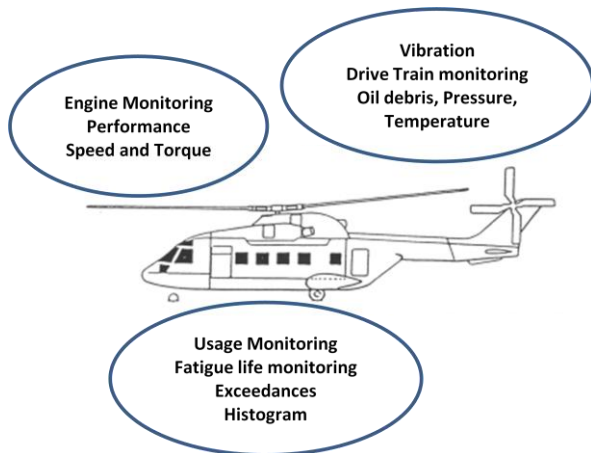 Engine Monitoring
Performance
Speed and Torque
Vibration
Drive Train monitoring
Oil debris, Pressure,
Temperature
Usage Monitoring
Fatigue life monitoring
Exceedances
Histogram